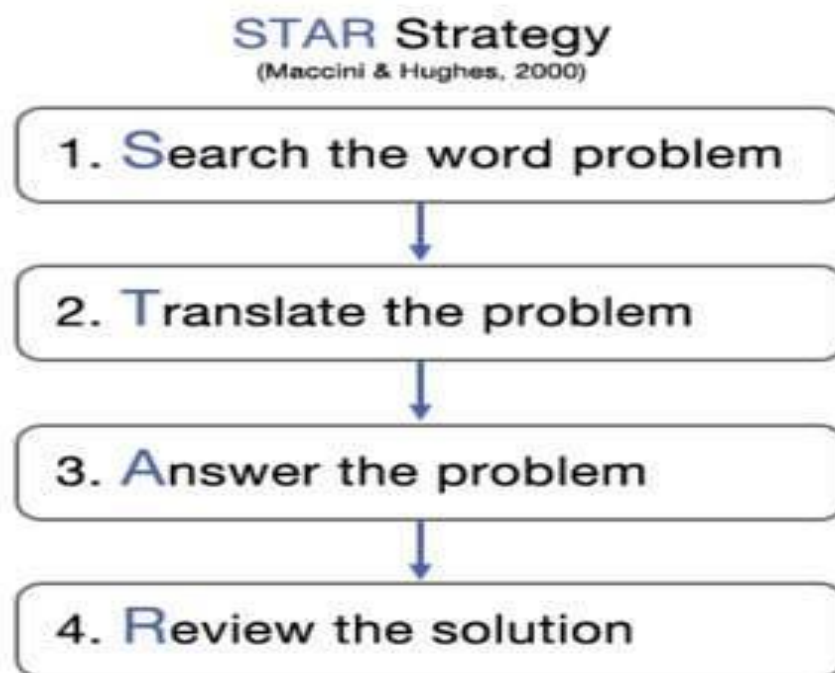 STAR Strategy
(Maccini & Hughes, 2000)
1. Search the word problem
2. Translate the problem
3. Answer the problem
4. Review the solution